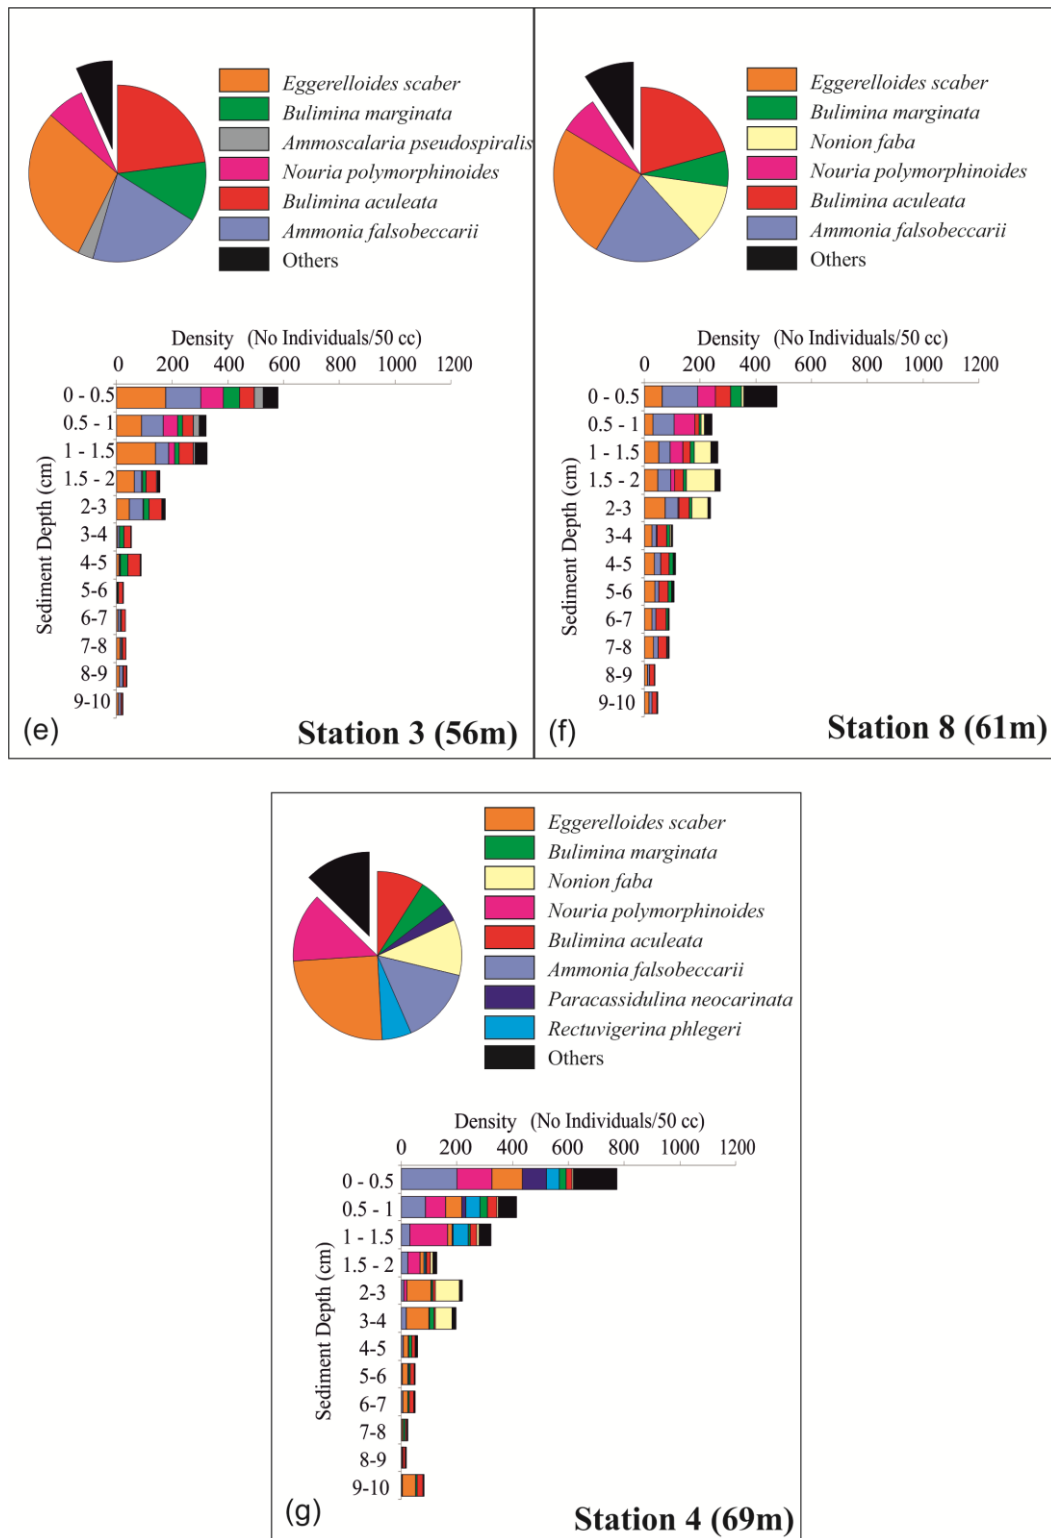 Eggerelloides scaber
Bulimina marginata
Ammoscalaria pseudospiralis
Nouria polymorphinoides
Bulimina aculeata
Ammonia falsobeccarii
Others
Density (No Individuals/50 cc)
0 200 400 600 800 1000 1200
Sediment Depth (cm)
0 - 0.5
0.5 - 1
1 - 1.5
1.5 - 2
2-3
3-4
4-5
5-6
6-7
7-8
8-9
9-10
(e)
Station 3 (56m)
Eggerelloides scaber
Bulimina marginata
Nonion faba
Nouria polymorphinoides
Bulimina aculeata
Ammonia falsobeccarii
Others
Density (No Individuals/50 cc)
0 200 400 600 800 1000 1200
Sediment Depth (cm)
0 - 0.5
0.5 - 1
1 - 1.5
1.5 - 2
2-3
3-4
4-5
5-6
6-7
7-8
8-9
9-10
(f)
Station 8 (61m)
Eggerelloides scaber
Bulimina marginata
Nonion faba
Nouria polymorphinoides
Bulimina aculeata
Ammonia falsobeccarii
Paracassidulina neocarinata
Rectuvigerina phlegeri
Others
Density (No Individuals/50 cc)
0 200 400 600 800 1000 1200
Sediment Depth (cm)
0 - 0.5
0.5 - 1
1 - 1.5
1.5 - 2
2-3
3-4
4-5
5-6
6-7
7-8
8-9
9-10
(g)
Station 4 (69m)